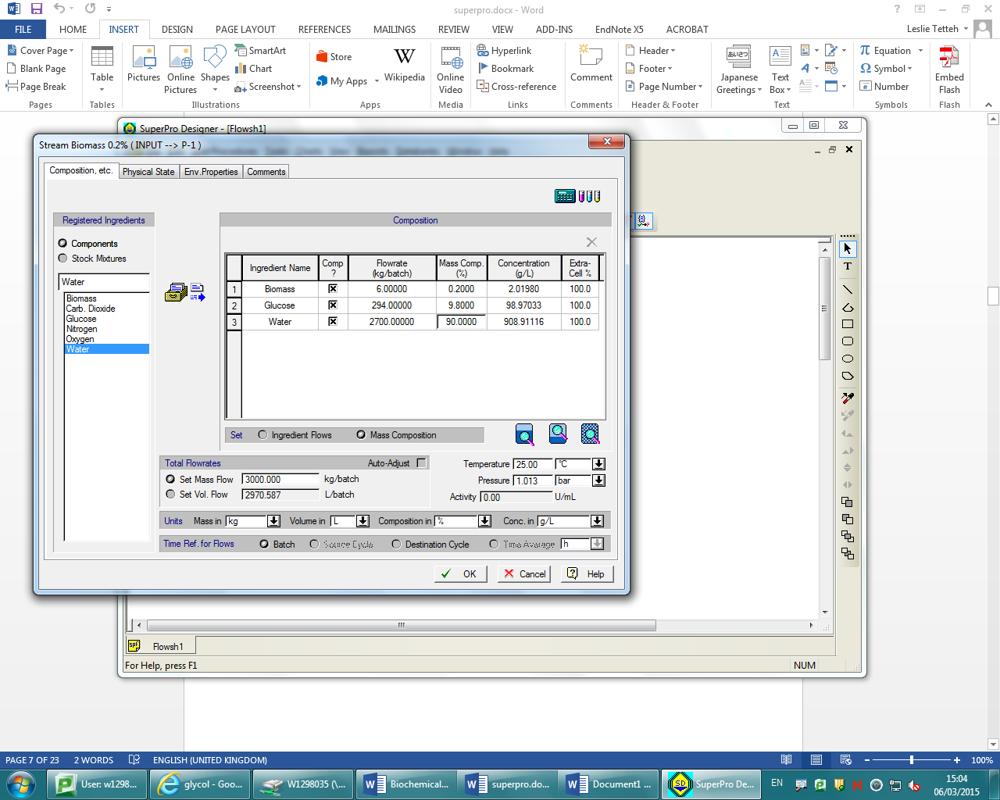 superpro.docx - Word
FILE HOME INSERT DESIGN PAGE LAYOUT REFERENCES MAILINGS REVIEW VIEW ADD-INS EndNote X5 ACROBAT Leslie Tetteh
Cover Page
Blank Page
Page Break
Pages
Table
Tables
Pictures
Online Pictures
Shapes
SmartArt
Chart
Screenshot
Illustrations
Store
My Apps
Wikipedia
Apps
Online Video
Media
Hyperlink
Bookmark
Cross-reference
Links
Comment
Comments
Header
Footer
Page Number
Header & Footer
あいさつ
Japanese Greetings
Text Box
Text
Equation
Symbol
Number
Symbols
Embed Flash
Flash
SuperPro Designer - [Flowsh1]
Stream Biomass 0.2% ( INPUT --> P-1 )
Composition, etc. Physical State Env.Properties Comments
Registered Ingredients
Components
Stock Mixtures
Water
Biomass
Carb. Dioxide
Glucose
Nitrogen
Oxygen
Water
Composition
Ingredient Name Comp ? Flowrate (kg/batch) Mass Comp. (%) Concentration (g/L) Extra-Cell %
1 Biomass 6.00000 0.2000 2.01980 100.0
2 Glucose 294.00000 9.8000 98.97033 100.0
3 Water 2700.00000 90.0000 908.91116 100.0
Set Ingredient Flows Mass Composition
Total Flowrates Auto-Adjust
Set Mass Flow 3000.000 kg/batch
Set Vol. Flow 2970.587 L/batch
Temperature 25.00 °C
Pressure 1.013 bar
Activity 0.00 U/mL
Units Mass in kg Volume in L Composition in % Conc. in g/L
Time Ref. for Flows Batch Source Cycle Destination Cycle Time Average h
OK Cancel Help
T
spf Flowsh1
For Help, press F1 NUM
PAGE 7 OF 23 2 WORDS ENGLISH (UNITED KINGDOM) 100%
User: w1298... glycol - Goo... W1298035 (\... Biochemical... superpro.do... Document1 ... SuperPro De... EN 15:04
06/03/2015